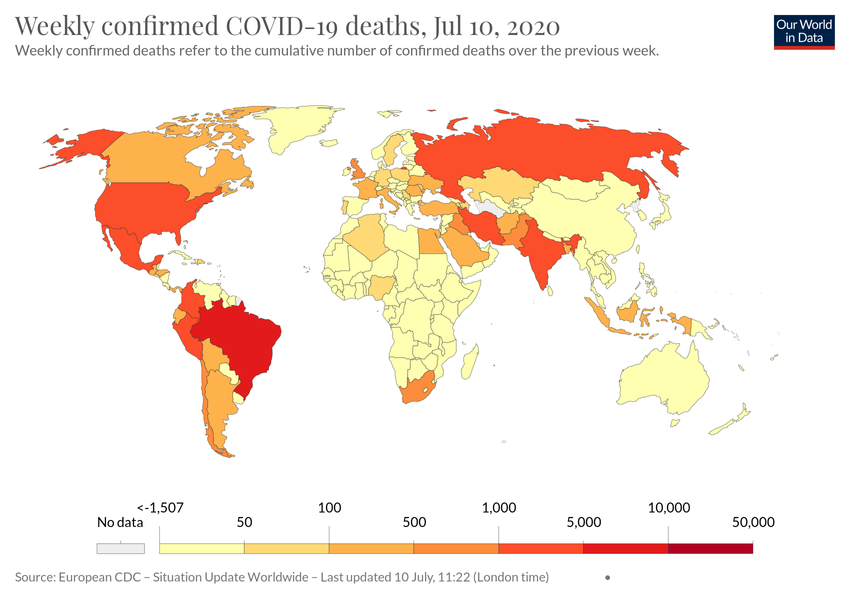 Weekly confirmed COVID-19 deaths, Jul 10, 2020
Weekly confirmed deaths refer to the cumulative number of confirmed deaths over the previous week.
Our World
in Data
<-1,507 100 1,000 10,000
No data 50 500 5,000 50,000
Source: European CDC – Situation Update Worldwide – Last updated 10 July, 11:22 (London time) •